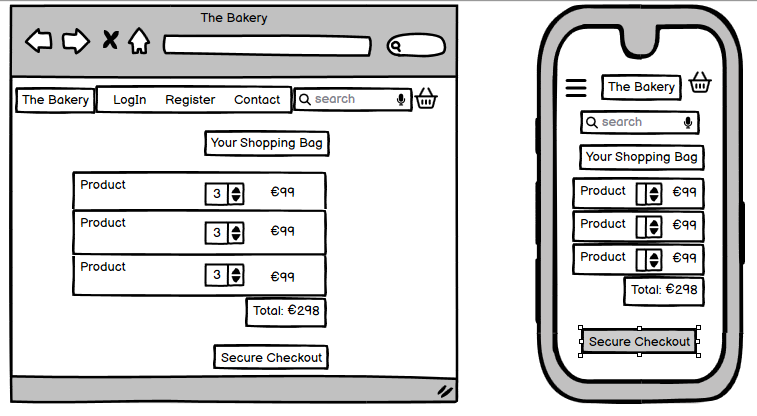 The Bakery
The Bakery LogIn Register Contact search
Your Shopping Bag
Product 3 €99
Product 3 €99
Product 3 €99
Total: €298
Secure Checkout
The Bakery
search
Your Shopping Bag
Product €99
Product €99
Product €99
Total: €298
Secure Checkout